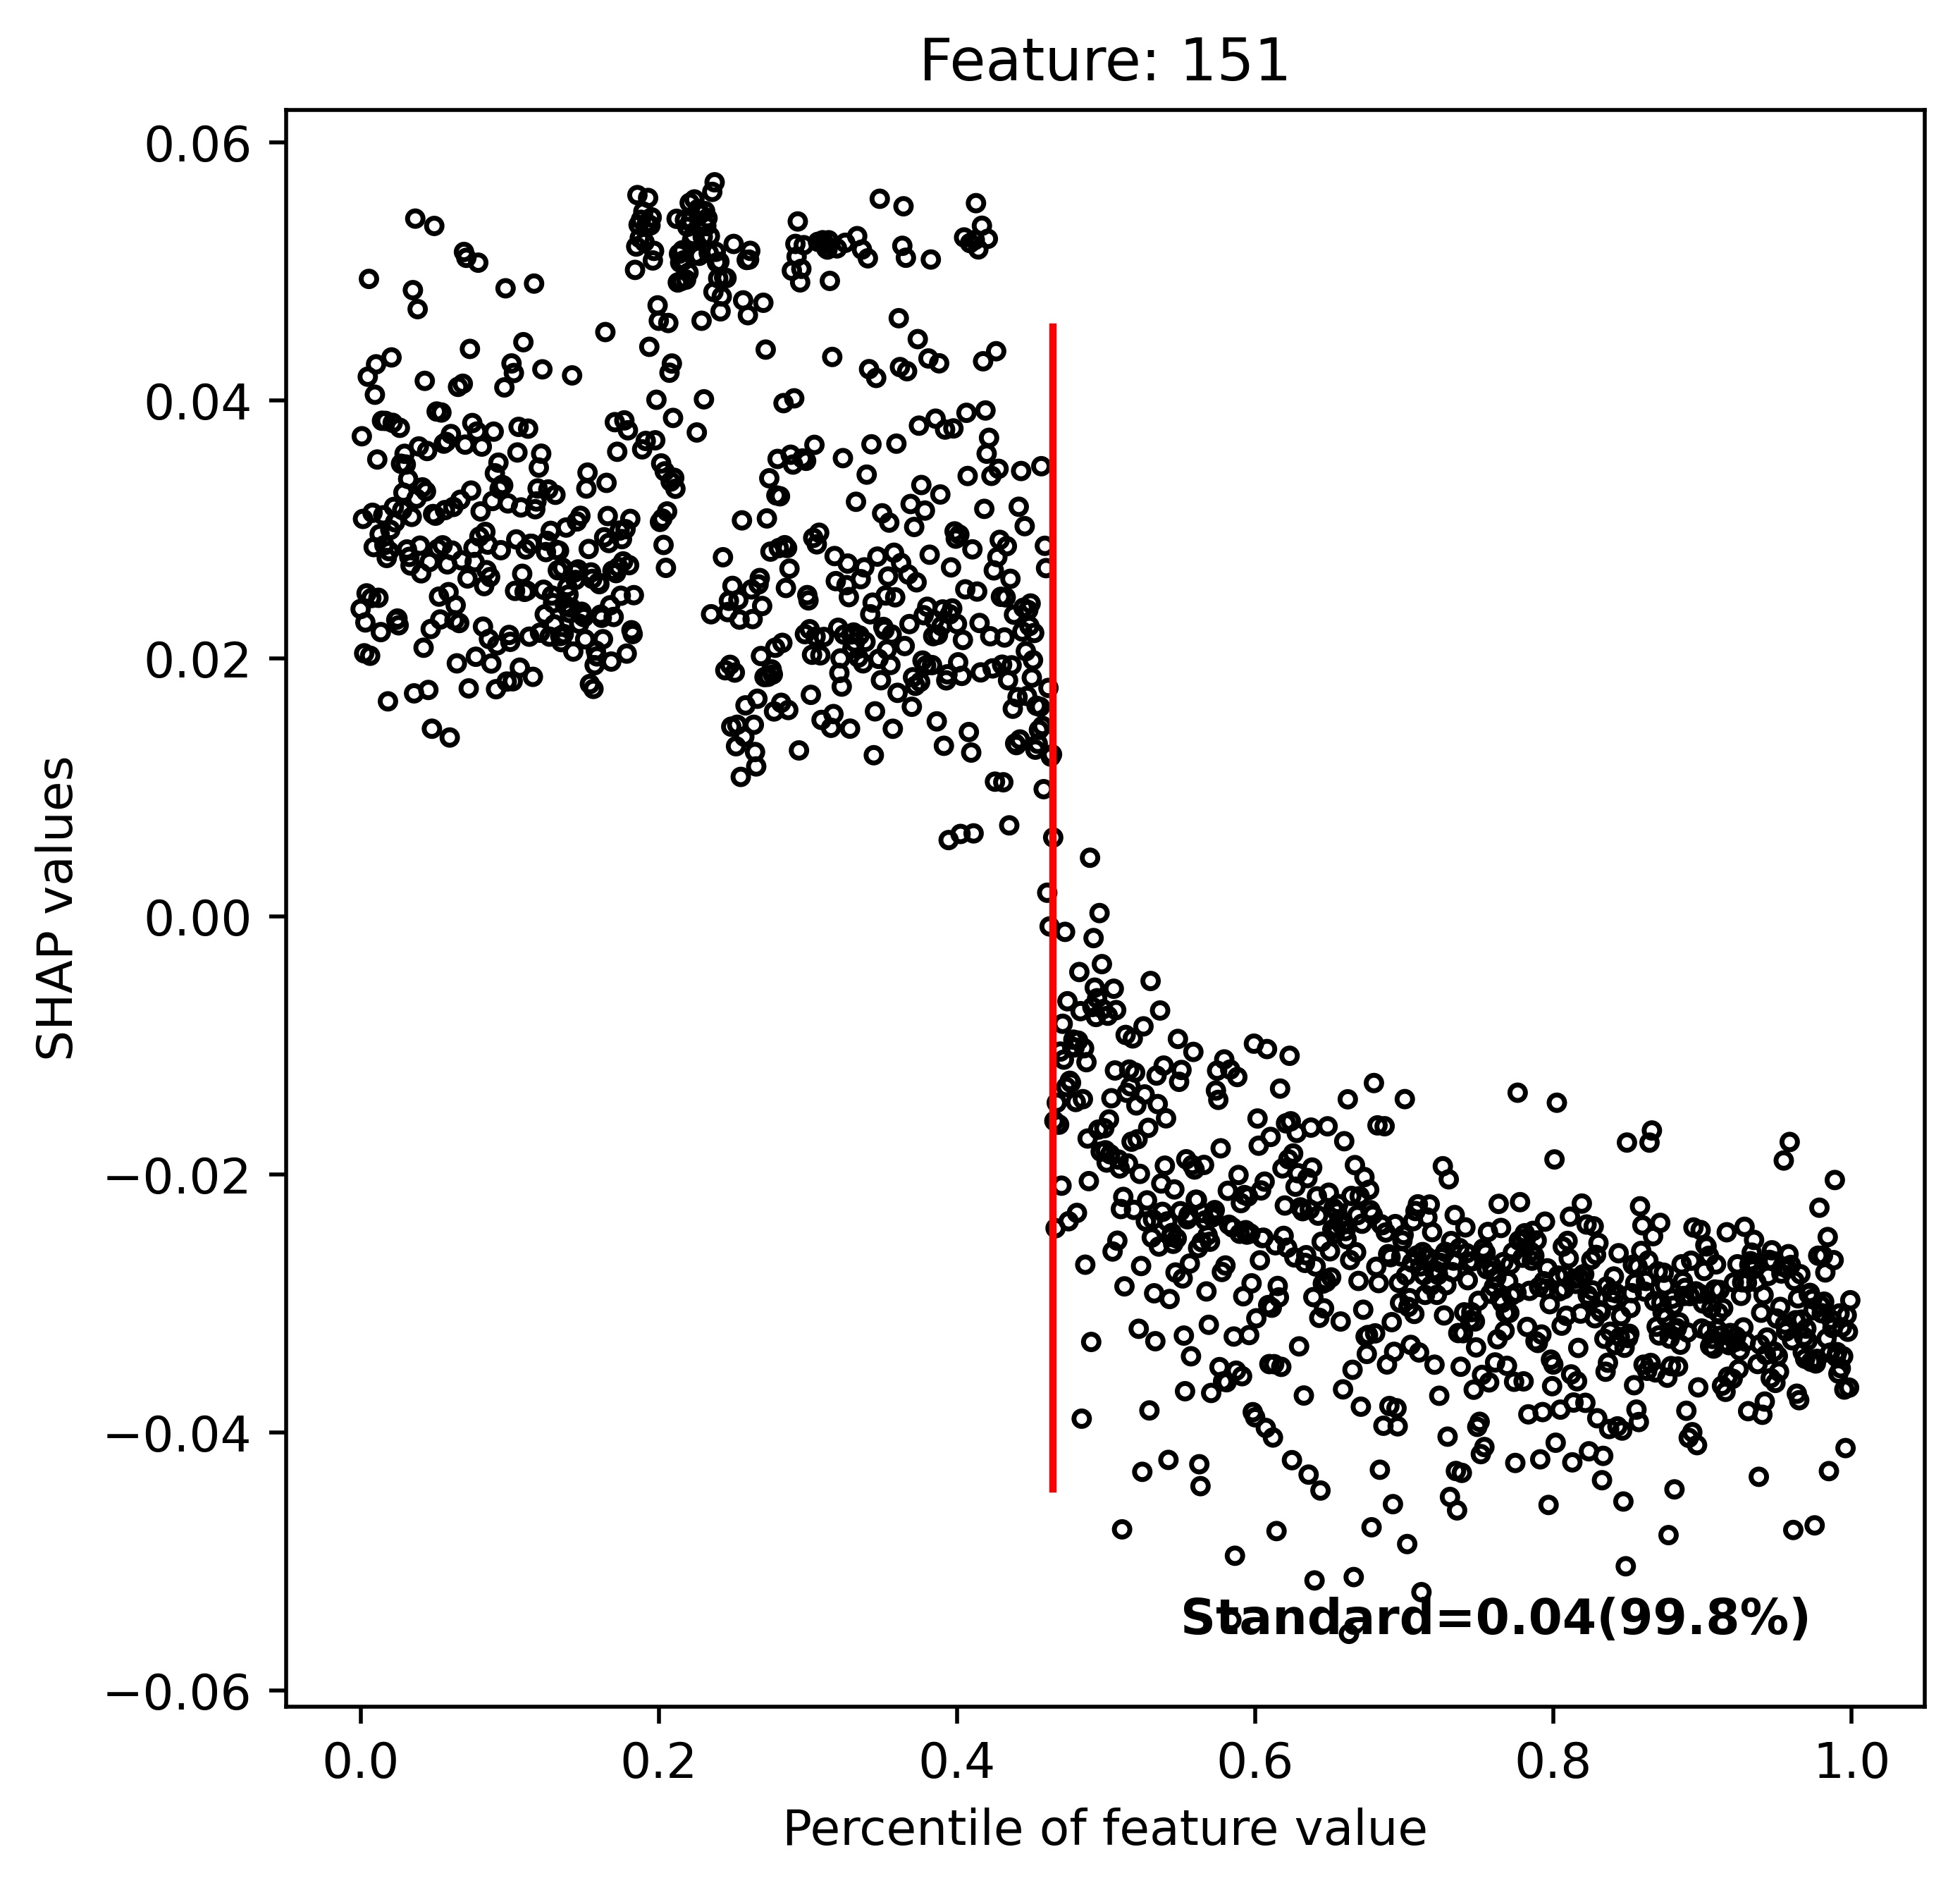 Feature: 151
0.06
0.04
0.02
0.00
−0.02
−0.04
−0.06
SHAP values
Standard=0.04(99.8%)
0.0 0.2 0.4 0.6 0.8 1.0
Percentile of feature value